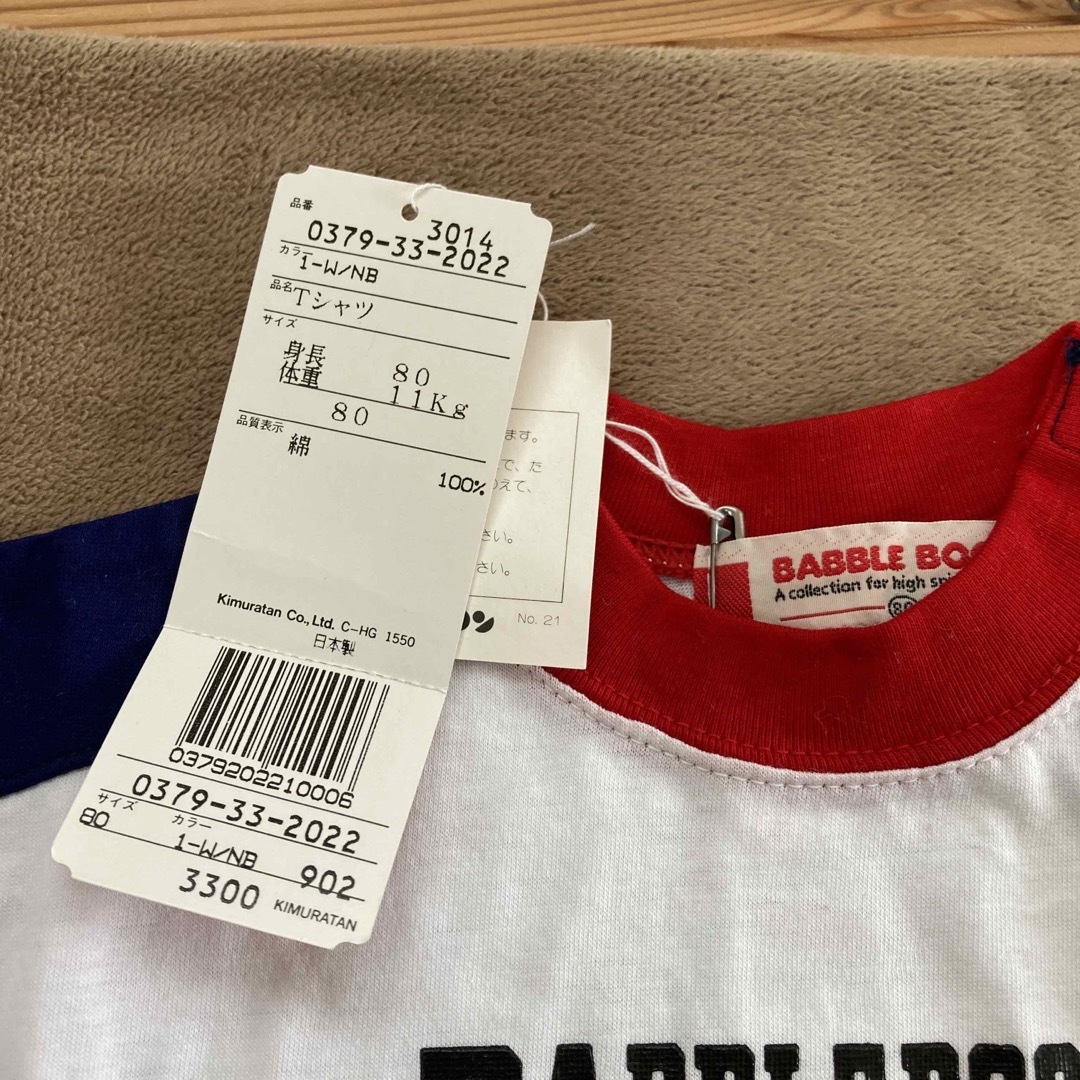 品番
3014
0379-33-2022
カラー
1-W/NB
品名 Tシャツ
サイズ
身長 80
体重 11Kg
80
品質表示
綿
100%
Kimuratan Co., Ltd. C-HG 1550
日本製
0379202210006
0379-33-2022
サイズ カラー
80 1-W/NB 902
3300 KIMURATAN
ます。
で、た
えて、
さい。
さい。
No. 21
BABBLE
A collection for high
80